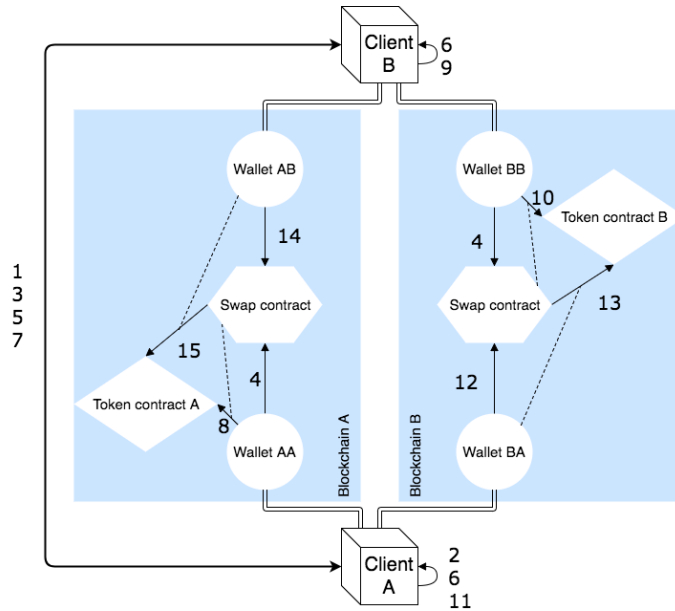 Client
B
6
9
Wallet AB
Wallet BB
10
Token contract B
14
4
1
3
5
7
Swap contract
Swap contract
13
15
4
12
Token contract A
8
Wallet AA
Blockchain A
Blockchain B
Wallet BA
Client
A
2
6
11